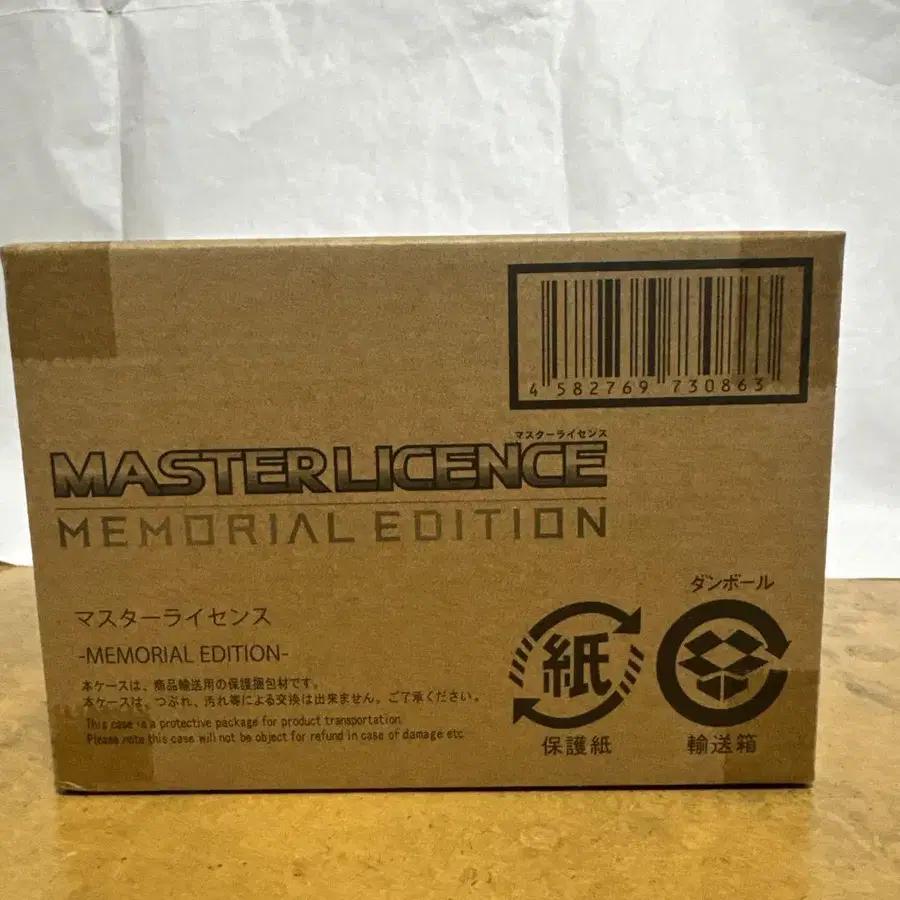 4 582769 730863
マスターライセンス
MASTER LICENCE
MEMORIAL EDITION
マスターライセンス
-MEMORIAL EDITION-
本ケースは、商品輸送用の保護梱包材です。
本ケースは、つぶれ、汚れ等による交換は出来ません。ご了承ください。
This case is a protective package for product transportation
Please note this case will not be object for refund in case of damage etc
紙
保護紙
ダンボール
輸送箱